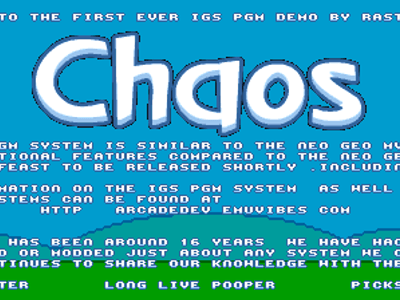 TO THE FIRST EVER IGS PGM DEMO BY RAST
Chaos
GM SYSTEM IS SIMILAR TO THE NEO GEO MV
TIONAL FEATURES COMPARED TO THE NEO GE
FEAST TO BE RELEASED SHORTLY .INCLUDIN
MATION ON THE IGS PGM SYSTEM AS WELL
STEMS CAN BE FOUND AT
HTTP ARCADEDEV EMUVIBES COM
HAS BEEN AROUND 16 YEARS WE HAVE HAC
D OR MODDED JUST ABOUT ANY SYSTEM WE C
TINUES TO SHARE OUR KNOWLEDGE WITH THE
TER LONG LIVE POOPER PICKS